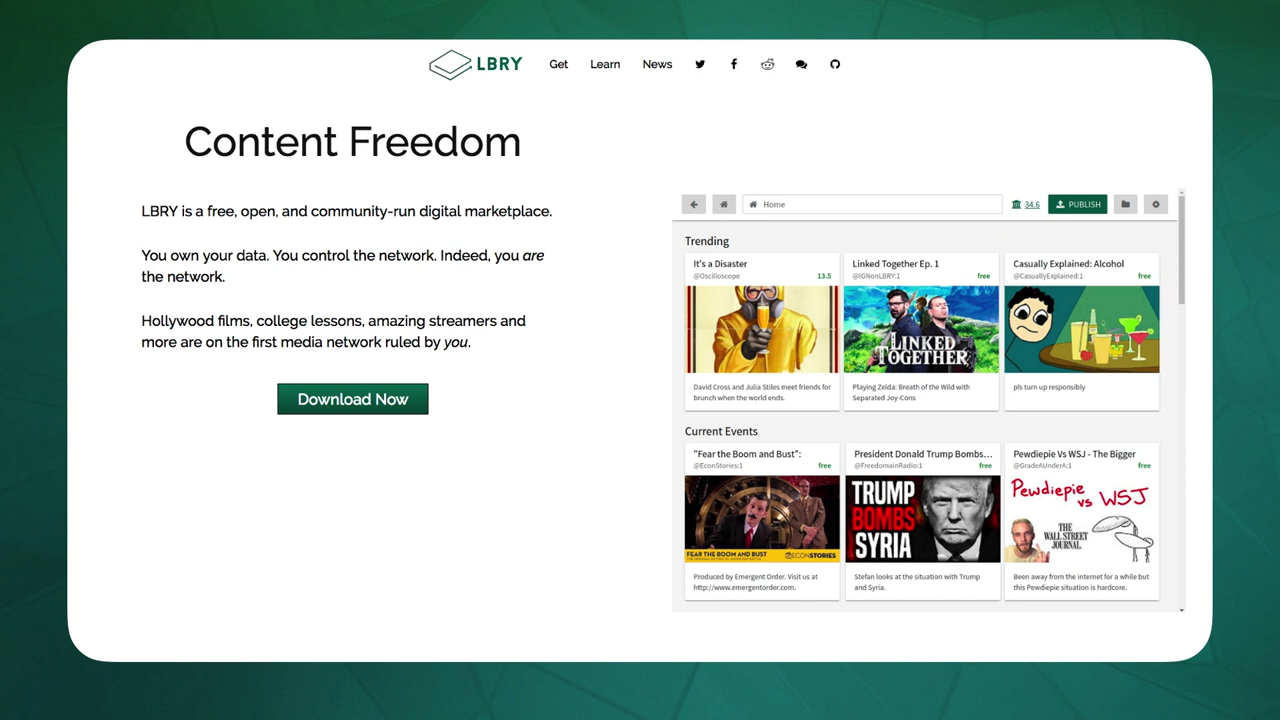 LBRY
Get
Learn
News
Content Freedom
LBRY is a free, open, and community-run digital marketplace.
You own your data. You control the network. Indeed, you are
the network.
Hollywood films, college lessons, amazing streamers and
more are on the first media network ruled by you.
Download Now
Home
34.6
PUBLISH
Trending
It's a Disaster
@Oscilloscope
13.5
David Cross and Julia Stiles meet friends for
brunch when the world ends.
Linked Together Ep. 1
@IGNonLBRY:1
free
LINKED
TOGETHER
Playing Zelda: Breath of the Wild with
Separated Joy-Cons
Casually Explained: Alcohol
@CasuallyExplained:1
free
pls turn up responsibly
Current Events
"Fear the Boom and Bust":
@EconStories:1
free
FEAR THE BOOM AND BUST
ECONSTORIES
Produced by Emergent Order. Visit us at
http://www.emergentorder.com.
President Donald Trump Bombs...
@FreedomainRadio:1
free
TRUMP
BOMBS
SYRIA
Stefan looks at the situation with Trump
and Syria.
Pewdiepie Vs WSJ - The Bigger
@GradeAUnderA:1
free
Pewdiepie
vs WSJ
THE
WALL STREET
JOURNAL
Been away from the internet for a while but
this Pewdiepie situation is hardcore.